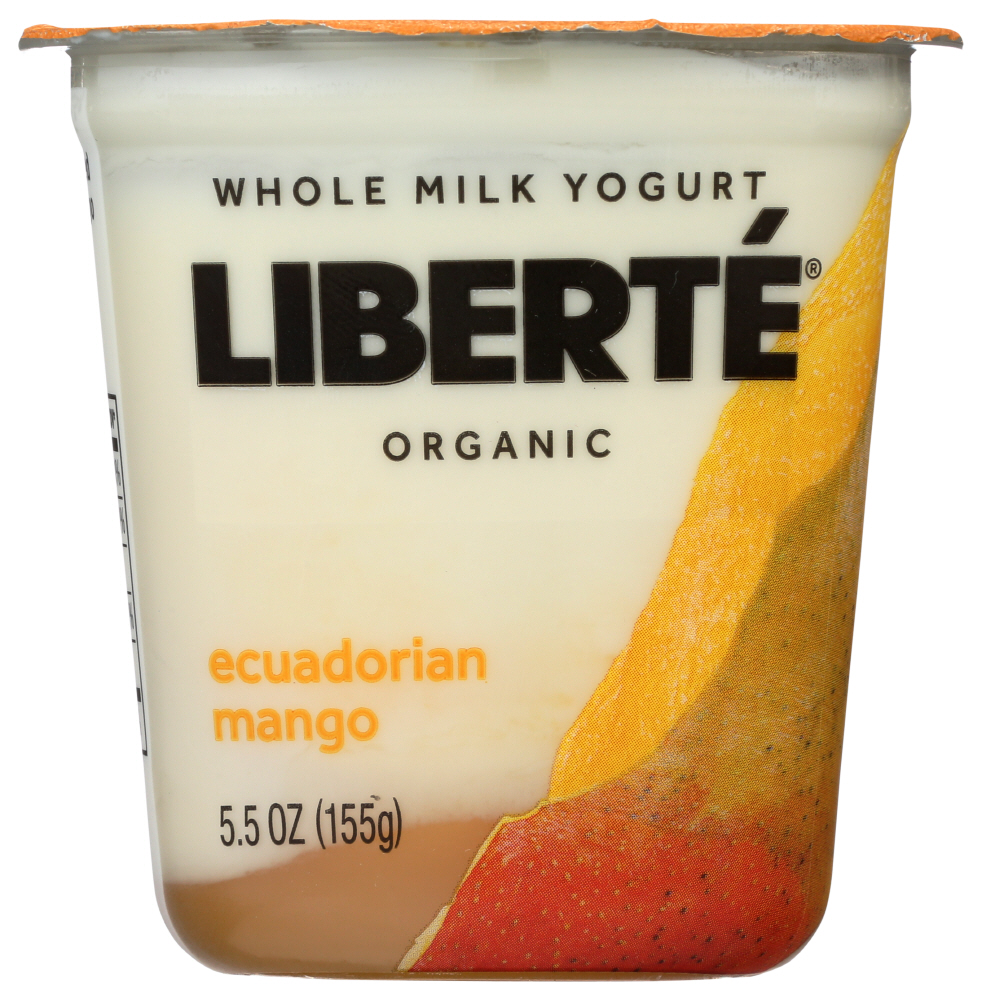 WHOLE MILK YOGURT
LIBERTÉ®
ORGANIC
ecuadorian
mango
5.5 OZ (155g)